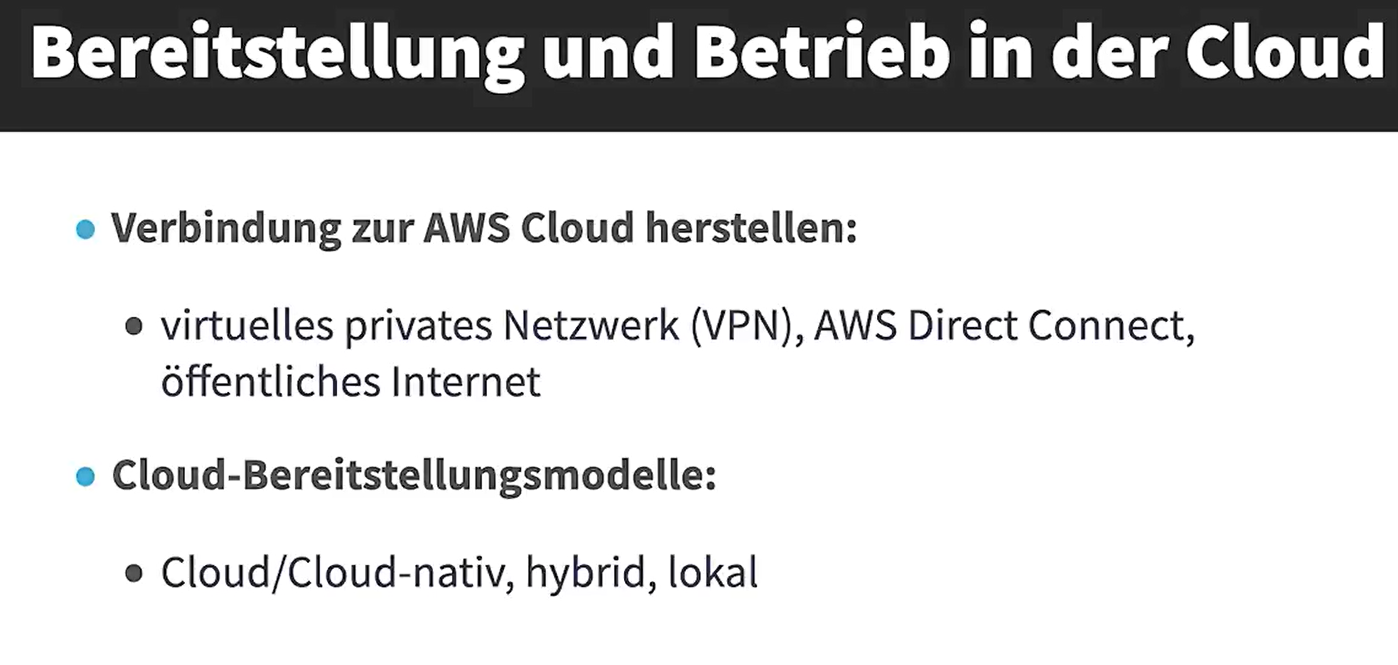 Bereitstellung und Betrieb in der Cloud
• Verbindung zur AWS Cloud herstellen:
• virtuelles privates Netzwerk (VPN), AWS Direct Connect,
öffentliches Internet
• Cloud-Bereitstellungsmodelle:
• Cloud/Cloud-nativ, hybrid, lokal